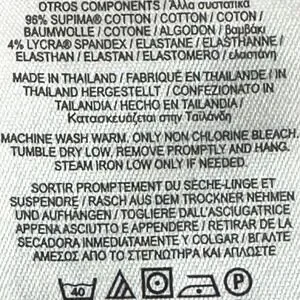 OTROS COMPONENTES / Άλλα συστατικά
96% SUPIMA® COTTON / COTON /
BAUMWOLLE / COTONE / ALGODON / βαμβάκι
4% LYCRA® SPANDEX / ELASTANE / ELASTHANNE /
ELASTHAN / ELASTAN / ELASTOMERO / ελαστάνη
MADE IN THAILAND / FABRIQUÉ EN THAILANDE / IN
THAILAND HERGESTELLT / CONFEZIONATO IN
TAILANDIA / HECHO EN TAILANDIA /
Κατασκευάζεται στην Ταϊλάνδη
MACHINE WASH WARM. ONLY NON CHLORINE BLEACH.
TUMBLE DRY LOW. REMOVE PROMPTLY AND HANG.
STEAM IRON LOW ONLY IF NEEDED.
SORTIR PROMPTEMENT DU SÈCHE-LINGE ET
SUSPENDRE / RASCH AUS DEM TROCKNER NEHMEN
UND AUFHÄNGEN / TOGLIERE DALL'ASCIUGATRICE
APPENA ASCIUTTO E APPENDERE / RETIRAR DE LA
SECADORA INMEDIATAMENTE Y COLGAR / ΒΓΑΛΤΕ
ΑΜΕΣΩΣ ΑΠΟ ΤΟ ΣΤΕΓΝΩΤΗΡΙΟ ΚΑΙ ΑΠΛΩΣΤΕ
40 P